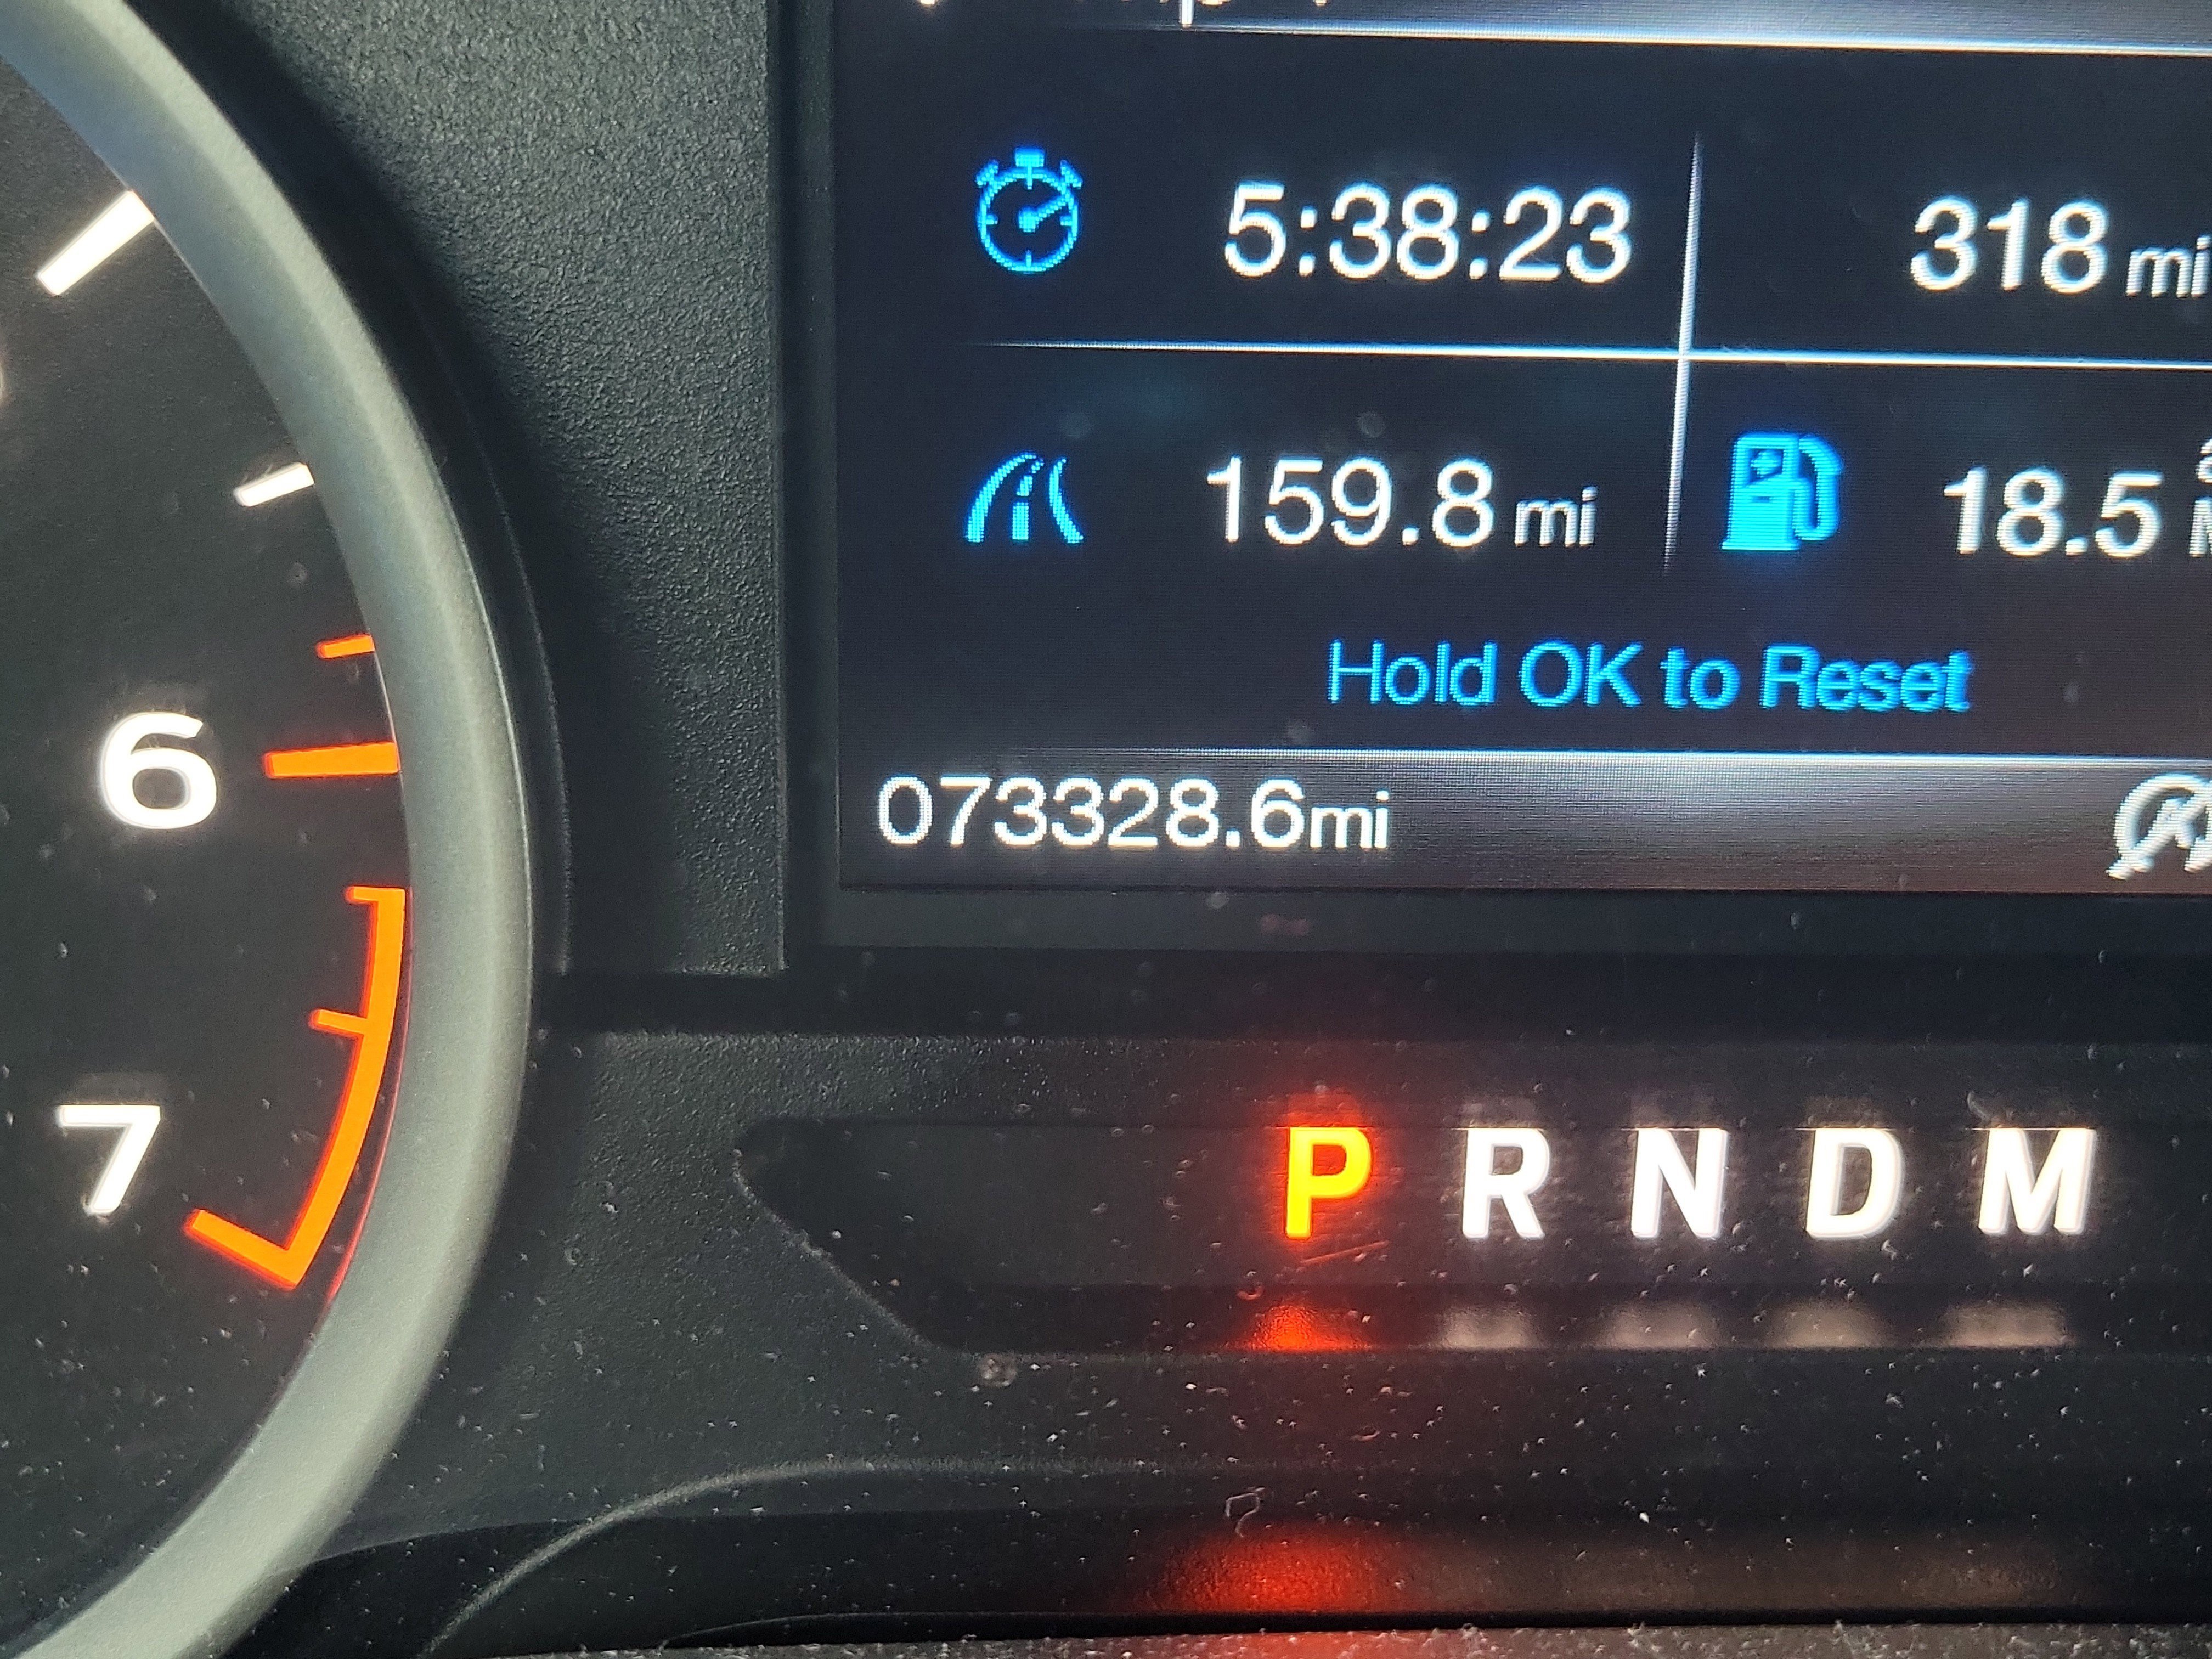 5:38:23 318 mi
159.8 mi 18.5
Hold OK to Reset
6
073328.6mi
7
P R N D M